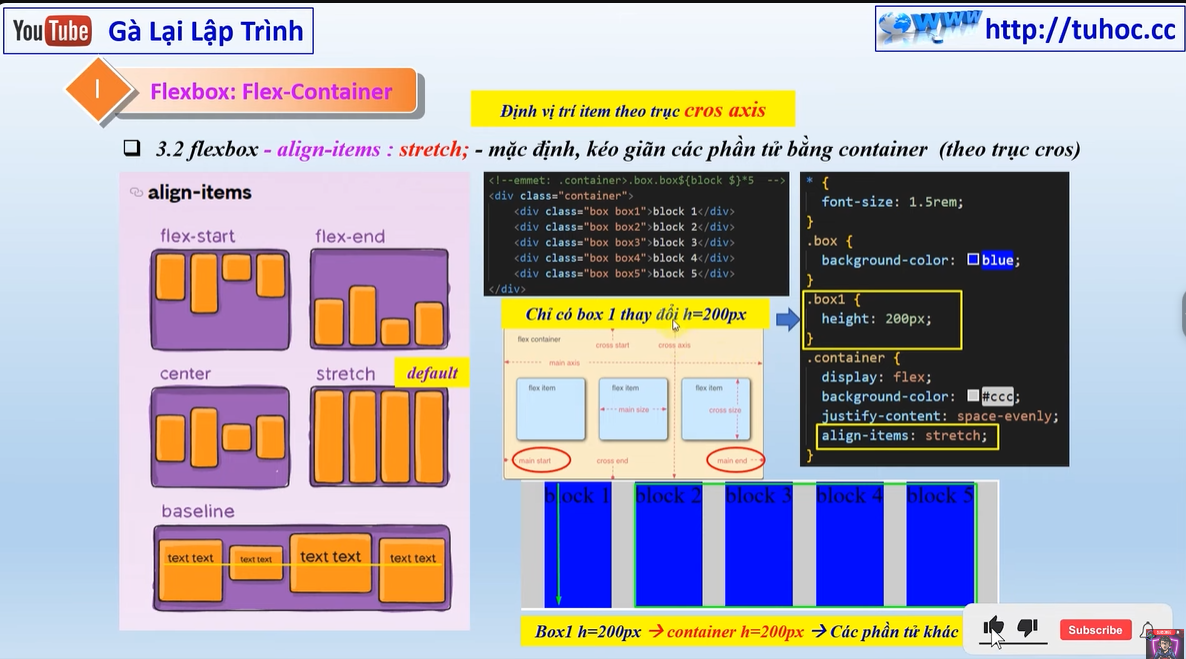 YouTube Gà Lại Lập Trình
WWW http://tuhoc.cc
I Flexbox: Flex-Container
Định vị trí item theo trục cros axis
3.2 flexbox - align-items : stretch; - mặc định, kéo giãn các phần tử bằng container (theo trục cros)
align-items
flex-start
flex-end
center
stretch
default
baseline
text text
text text
text text
text text
<!--emmet: .container>.box.box${block $}*5 -->
<div class="container">
<div class="box box1">block 1</div>
<div class="box box2">block 2</div>
<div class="box box3">block 3</div>
<div class="box box4">block 4</div>
<div class="box box5">block 5</div>
</div>
Chỉ có box 1 thay đổi h=200px
flex container
cross start
cross axis
main axis
flex item
flex item
flex item
main size
cross size
main start
cross end
main end
* {
font-size: 1.5rem;
}
.box {
background-color: blue;
}
.box1 {
height: 200px;
}
.container {
display: flex;
background-color: #ccc;
justify-content: space-evenly;
align-items: stretch;
}
block 1
block 2
block 3
block 4
block 5
Box1 h=200px → container h=200px → Các phần tử khác
Subscribe